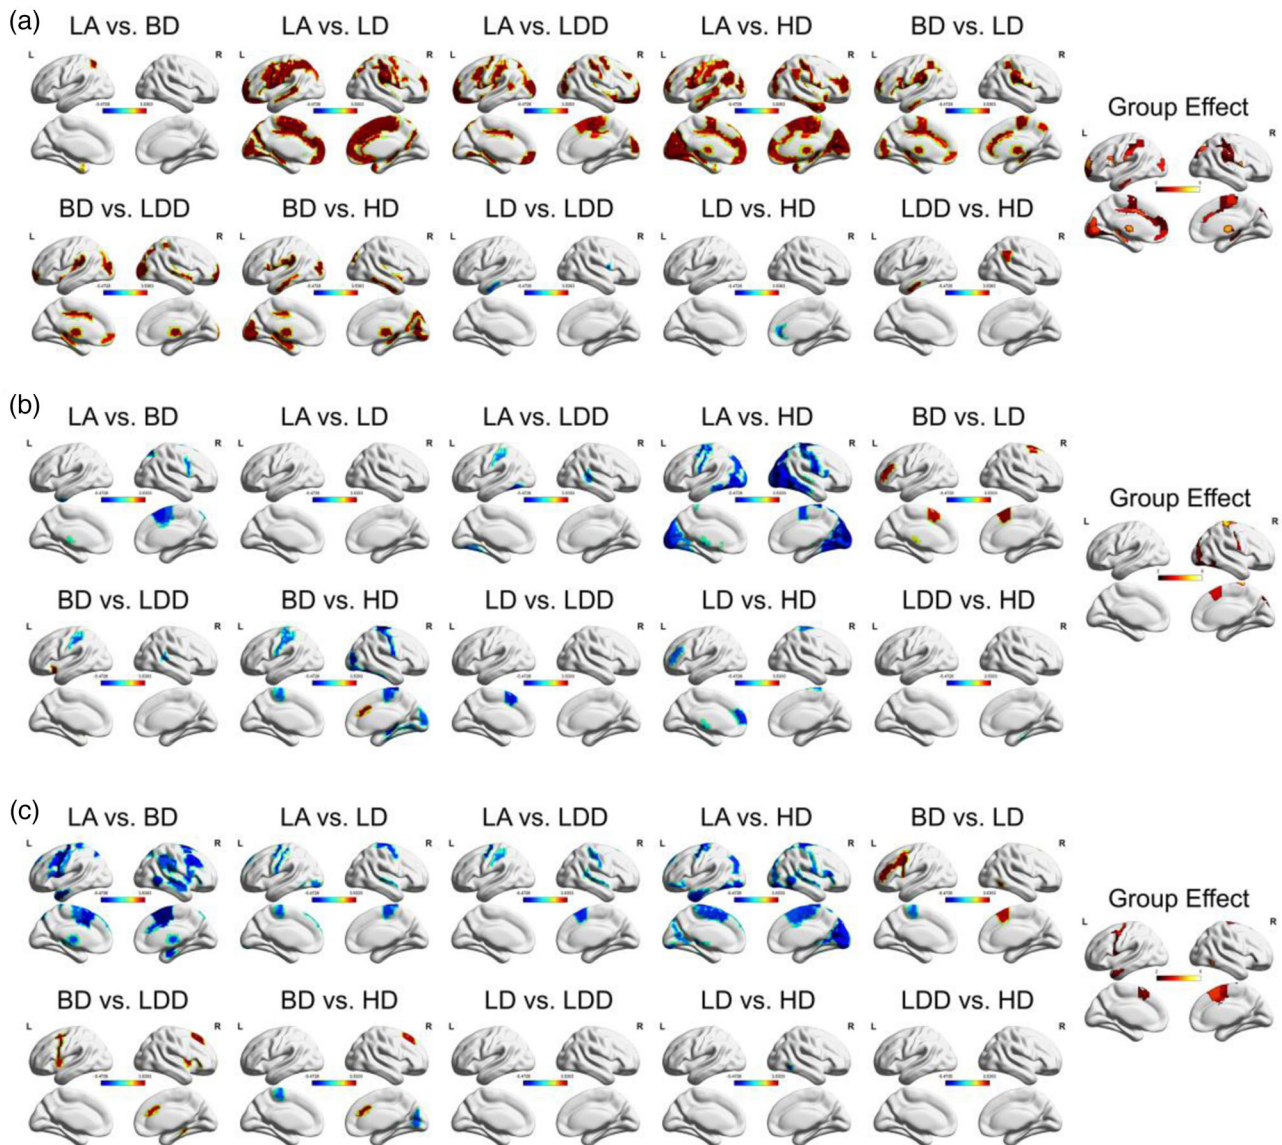 (a)
LA vs. BD LA vs. LD LA vs. LDD LA vs. HD BD vs. LD
L R L R L R L R L R
Group Effect
L R
BD vs. LDD BD vs. HD LD vs. LDD LD vs. HD LDD vs. HD
L R L R L R L R L R
(b)
LA vs. BD LA vs. LD LA vs. LDD LA vs. HD BD vs. LD
L R L R L R L R L R
Group Effect
L R
BD vs. LDD BD vs. HD LD vs. LDD LD vs. HD LDD vs. HD
L R L R L R L R L R
(c)
LA vs. BD LA vs. LD LA vs. LDD LA vs. HD BD vs. LD
L R L R L R L R L R
Group Effect
L R
BD vs. LDD BD vs. HD LD vs. LDD LD vs. HD LDD vs. HD
L R L R L R L R L R